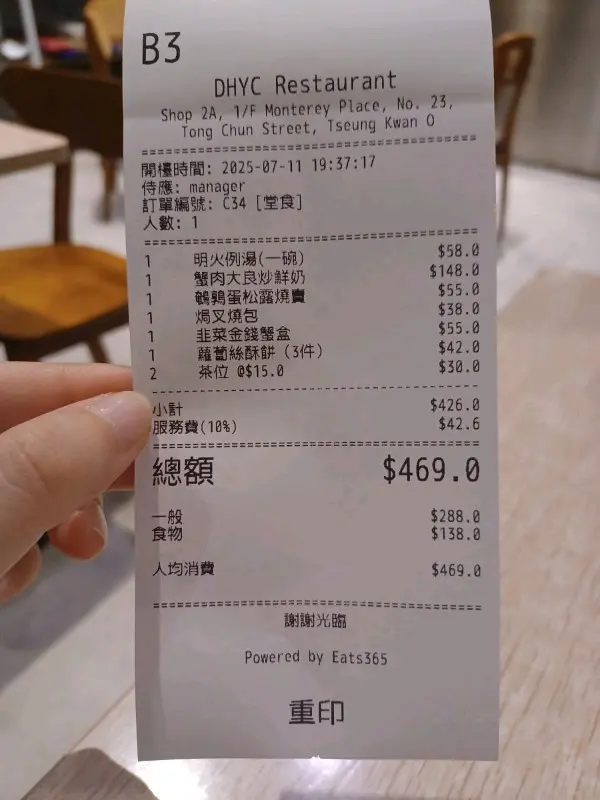 B3
DHYC Restaurant
Shop 2A, 1/F Monterey Place, No. 23,
Tong Chun Street, Tseung Kwan O
開檯時間: 2025-07-11 19:37:17
侍應: manager
訂單編號: C34 [堂食]
人數: 1
1 明火例湯(一碗) $58.0
1 蟹肉大良炒鮮奶 $148.0
1 鵪鶉蛋松露燒賣 $55.0
1 焗叉燒包 $38.0
1 韭菜金錢蟹盒 $55.0
1 蘿蔔絲酥餅 (3件) $42.0
2 茶位 @$15.0 $30.0
小計 $426.0
服務費(10%) $42.6
總額 $469.0
一般 $288.0
食物 $138.0
人均消費 $469.0
謝謝光臨
Powered by Eats365
重印